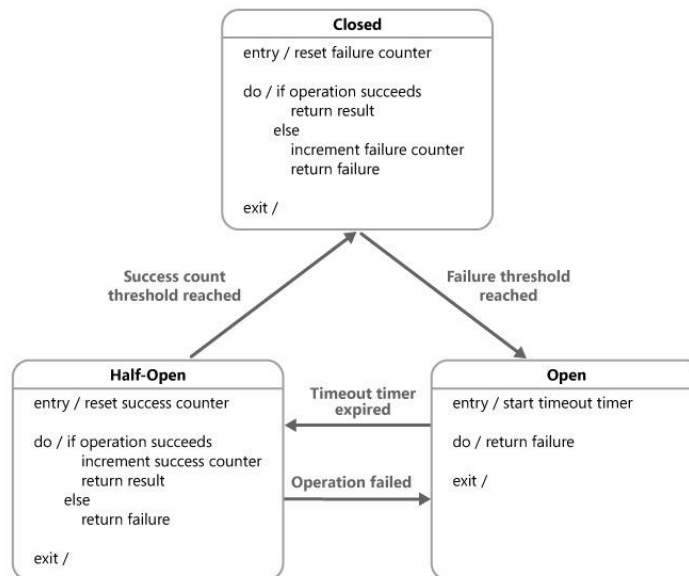 Closed
entry / reset failure counter
do / if operation succeeds
return result
else
increment failure counter
return failure
exit /
Success count
threshold reached
Failure threshold
reached
Half-Open
entry / reset success counter
do / if operation succeeds
increment success counter
return result
else
return failure
exit /
Timeout timer
expired
Operation failed
Open
entry / start timeout timer
do / return failure
exit /